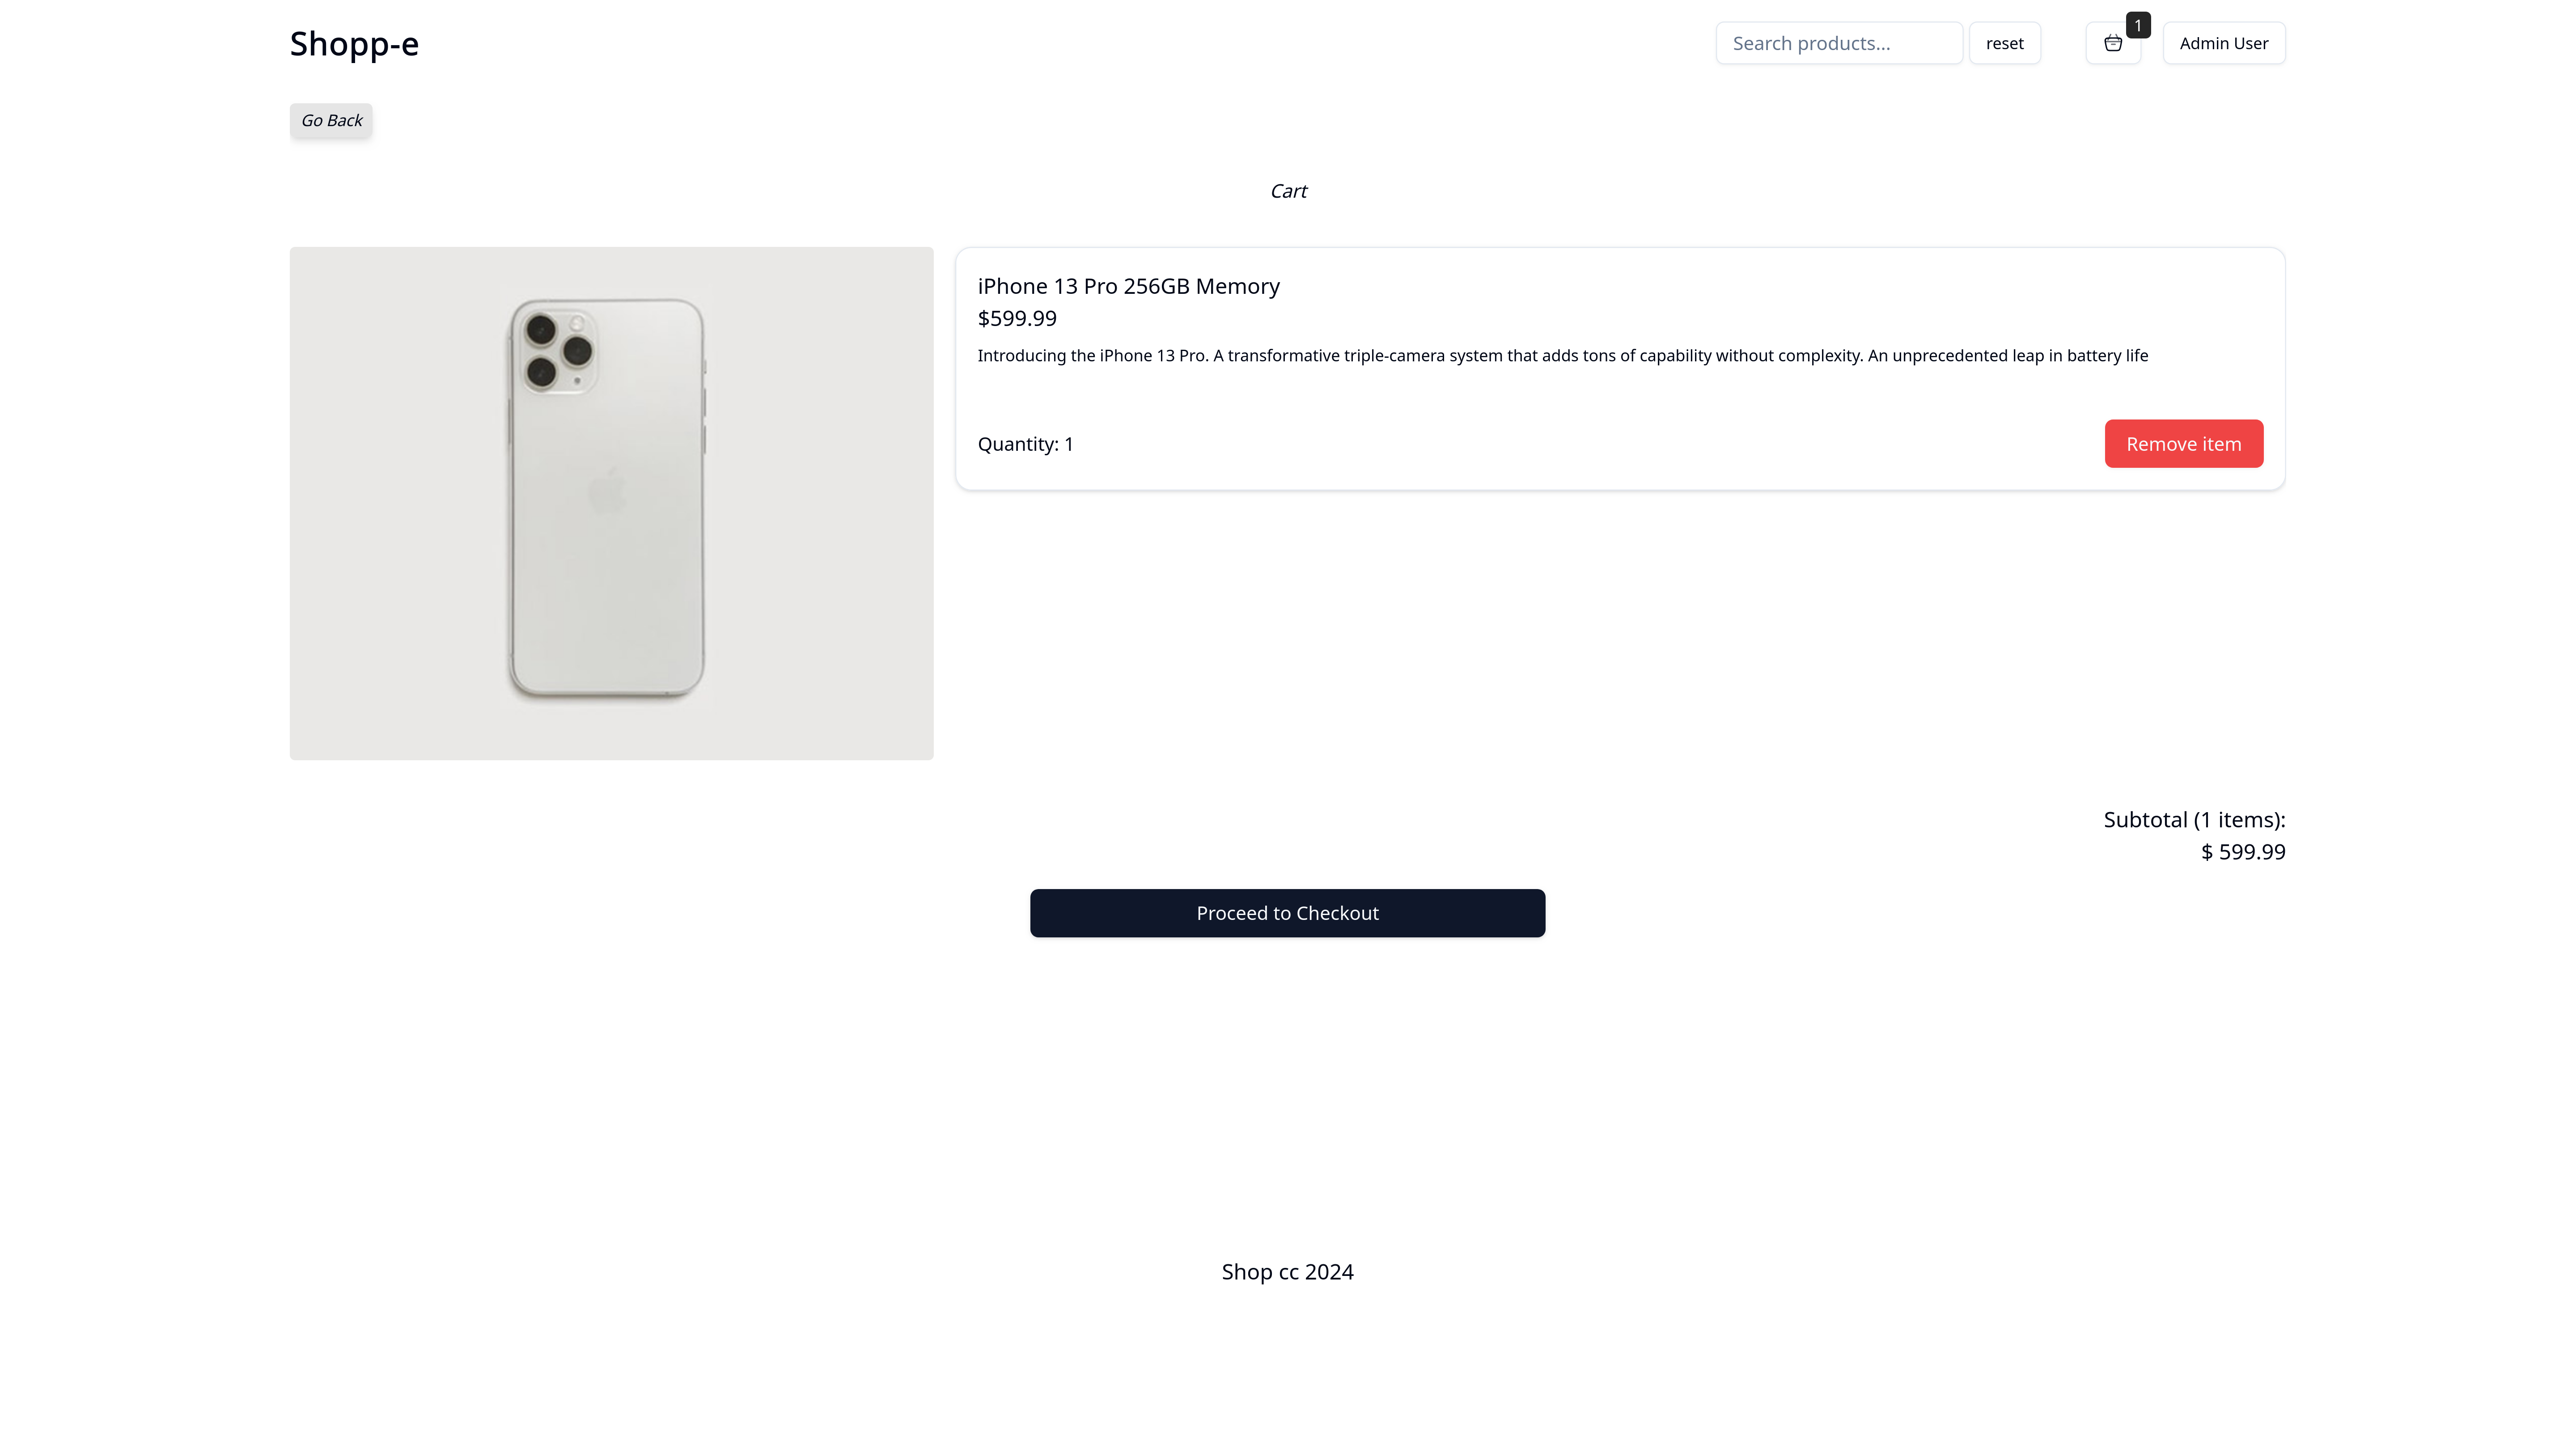 Shopp-e
Search products...
reset
1
Admin User
Go Back
Cart
iPhone 13 Pro 256GB Memory
$599.99
Introducing the iPhone 13 Pro. A transformative triple-camera system that adds tons of capability without complexity. An unprecedented leap in battery life
Quantity: 1
Remove item
Subtotal (1 items):
$ 599.99
Proceed to Checkout
Shop cc 2024